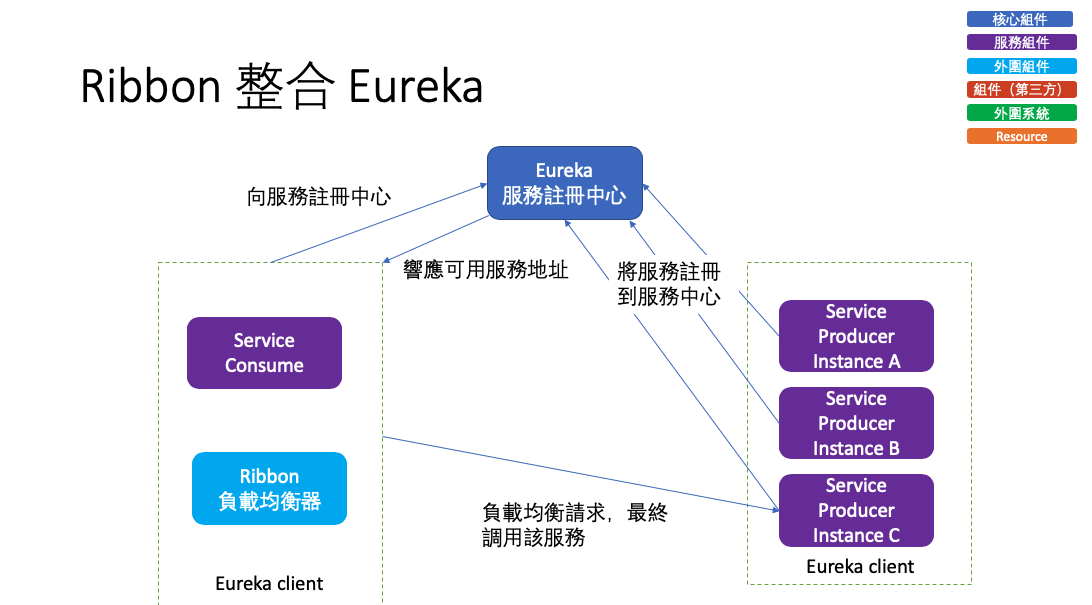 核心組件
服務組件
外圍組件
組件（第三方）
外圍系統
Resource
Ribbon 整合 Eureka
Eureka
服務註冊中心
向服務註冊中心
響應可用服務地址
將服務註冊
到服務中心
Service
Consume
Ribbon
負載均衡器
Eureka client
Service
Producer
Instance A
Service
Producer
Instance B
Service
Producer
Instance C
Eureka client
負載均衡請求，最終
調用該服務